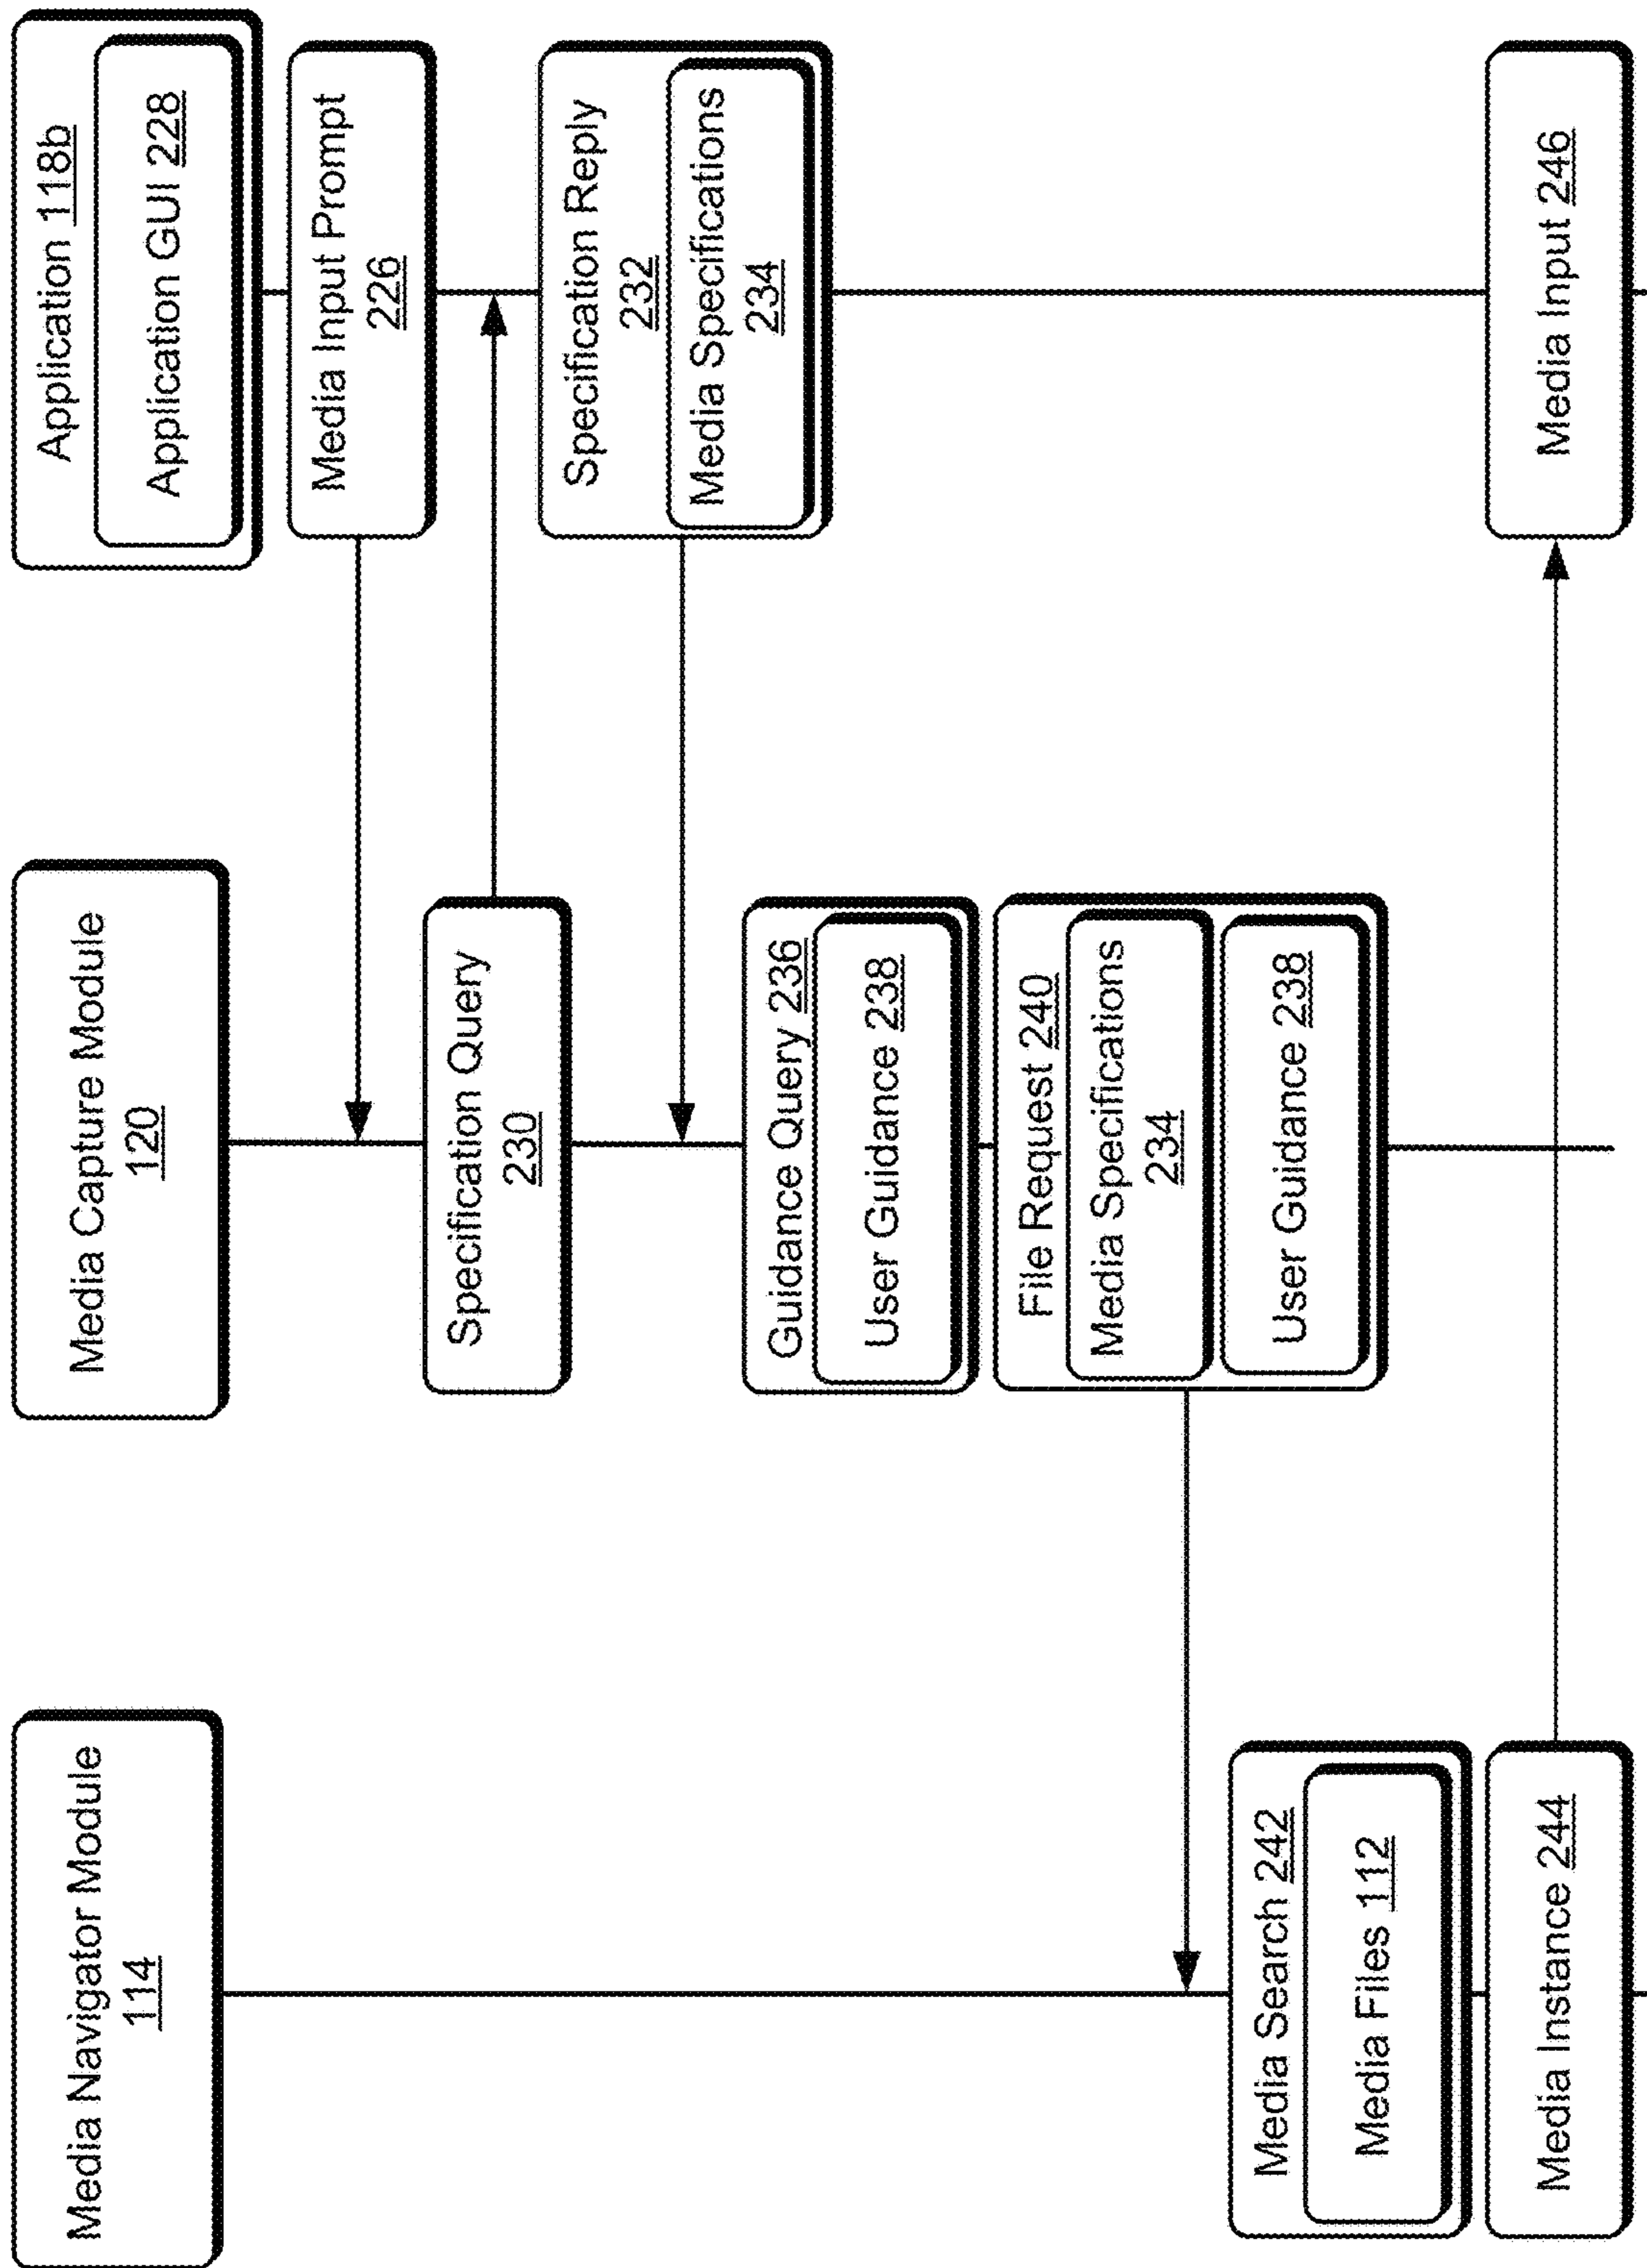 Media Navigator Module
114
Media Capture Module
120
Application 118b
Application GUI 228
Media Input Prompt
226
Specification Query
230
Specification Reply
232
Media Specifications
234
Guidance Query 236
User Guidance 238
File Request 240
Media Specifications
234
User Guidance 238
Media Search 242
Media Files 112
Media Instance 244
Media Input 246